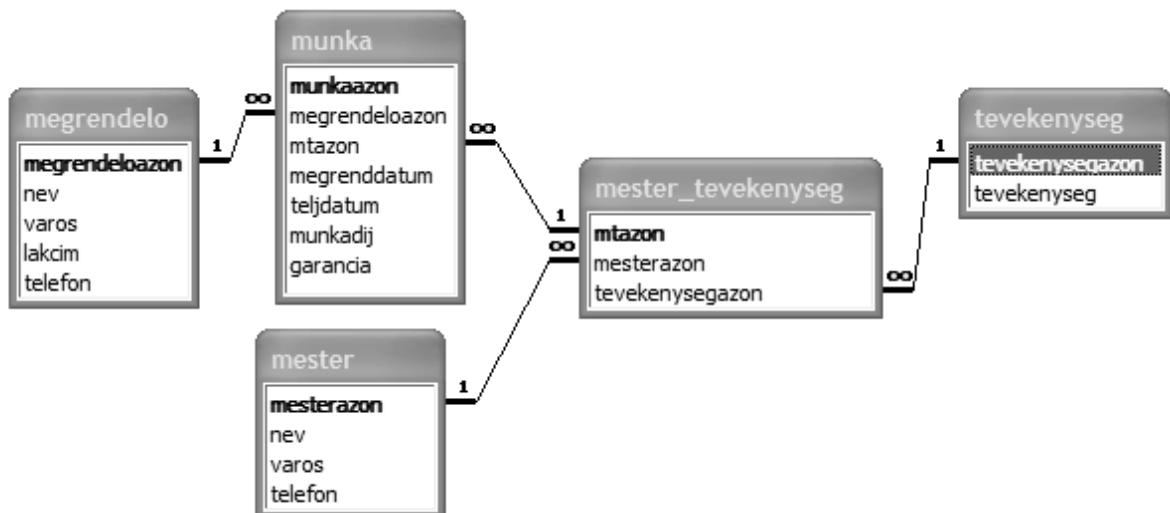 megrendelo
megrendeloazon
nev
varos
lakcim
telefon
1
∞
munka
munkaazon
megrendeloazon
mtazon
megrenddatum
teljdatum
munkadij
garancia
∞
1
mester_tevekenyseg
mtazon
mesterazon
tevekenysegazon
∞
1
mester
mesterazon
nev
varos
telefon
1
∞
tevekenyseg
tevekenysegazon
tevekenyseg